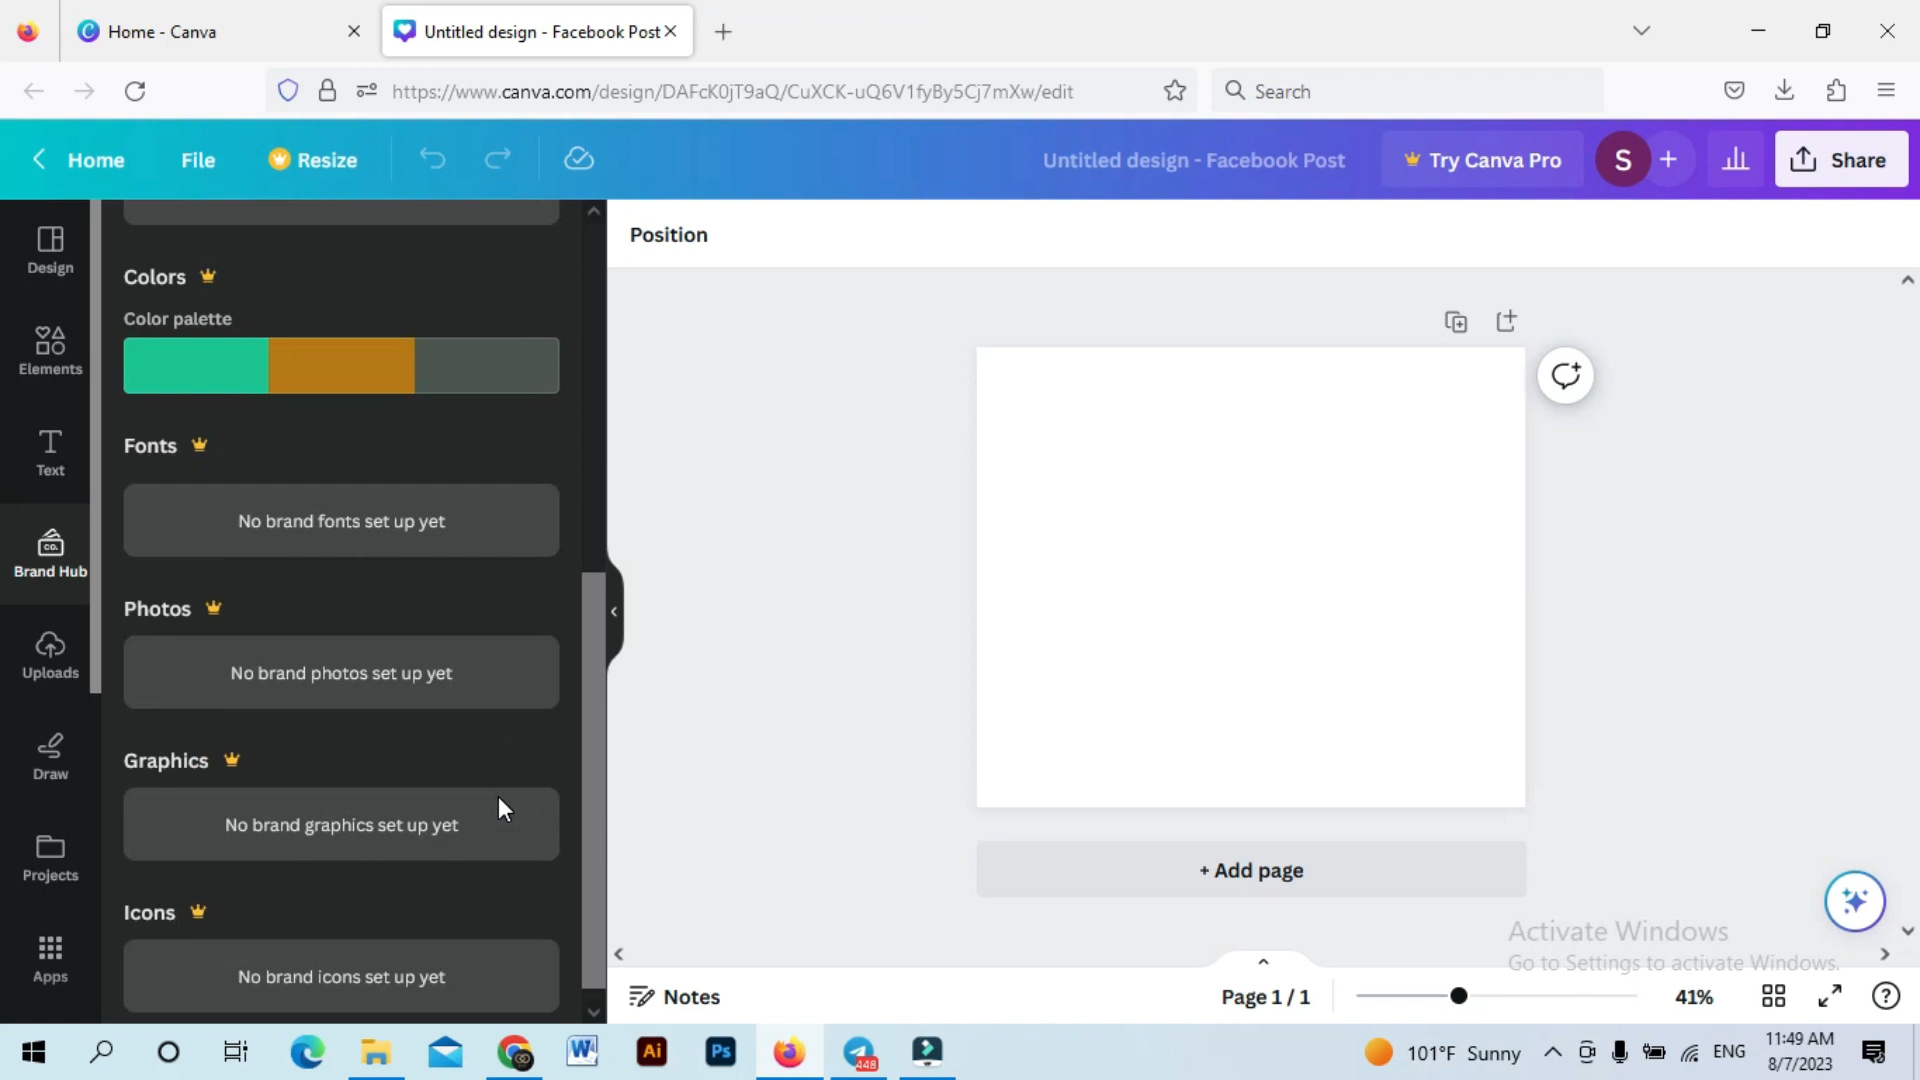 Home - Canva
Untitled design - Facebook Post
https://www.canva.com/design/DAFcK0jT9aQ/CuXCK-uQ6V1fyBy5Cj7mXw/edit
Search
Home
File
Resize
Untitled design - Facebook Post
Try Canva Pro
S
Share
Design
Elements
Text
CO.
Brand Hub
Uploads
Draw
Projects
Apps
Colors
Color palette
Fonts
No brand fonts set up yet
Photos
No brand photos set up yet
Graphics
No brand graphics set up yet
Icons
No brand icons set up yet
Position
+ Add page
Activate Windows
Go to Settings to activate Windows.
Notes
Page 1 / 1
41%
W
Ai
Ps
448
101°F Sunny
ENG
11:49 AM
8/7/2023